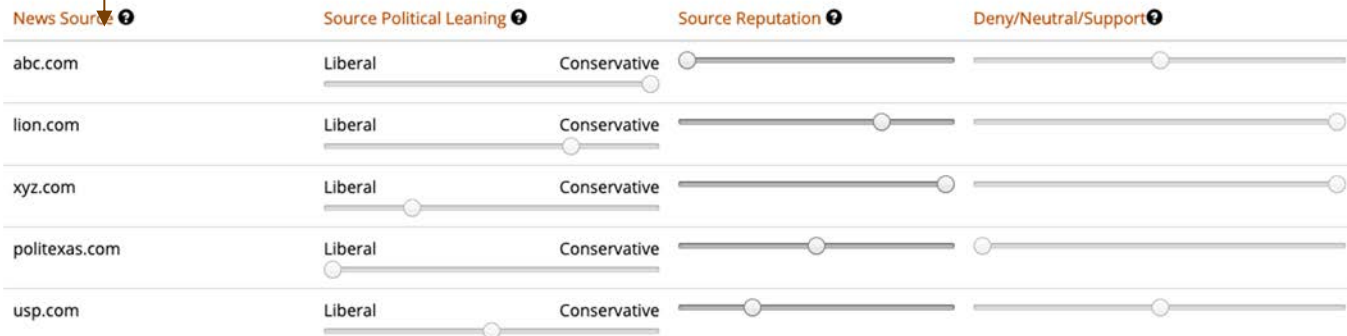 News Source ? Source Political Leaning ? Source Reputation ? Deny/Neutral/Support ?
abc.com Liberal Conservative
lion.com Liberal Conservative
xyz.com Liberal Conservative
politexas.com Liberal Conservative
usp.com Liberal Conservative